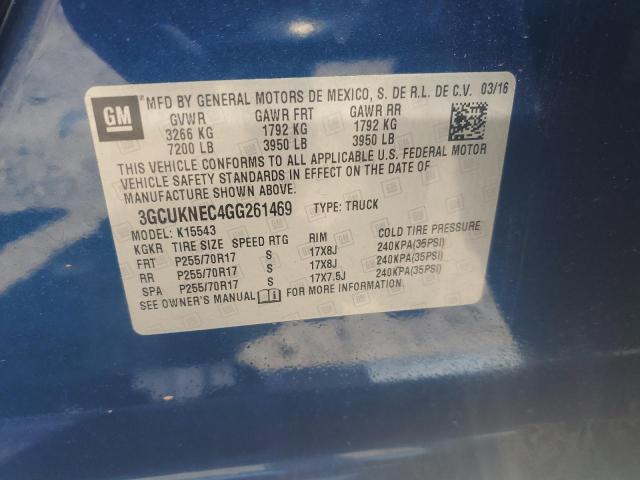 GM
® MFD BY GENERAL MOTORS DE MEXICO, S. DE R.L. DE C.V. 03/16
GVWR GAWR FRT GAWR RR
3266 KG 1792 KG 1792 KG
7200 LB 3950 LB 3950 LB
THIS VEHICLE CONFORMS TO ALL APPLICABLE U.S. FEDERAL MOTOR
VEHICLE SAFETY STANDARDS IN EFFECT ON THE DATE OF
MANUFACTURE SHOWN ABOVE.
3GCUKNEC4GG261469 TYPE: TRUCK
MODEL: K15543
KGKR TIRE SIZE SPEED RTG RIM COLD TIRE PRESSURE
FRT P255/70R17 S 17X8J 240KPA(35PSI)
RR P255/70R17 S 17X8J 240KPA(35PSI)
SPA P255/70R17 S 17X7.5J 240KPA(35PSI)
SEE OWNER'S MANUAL FOR MORE INFORMATION.